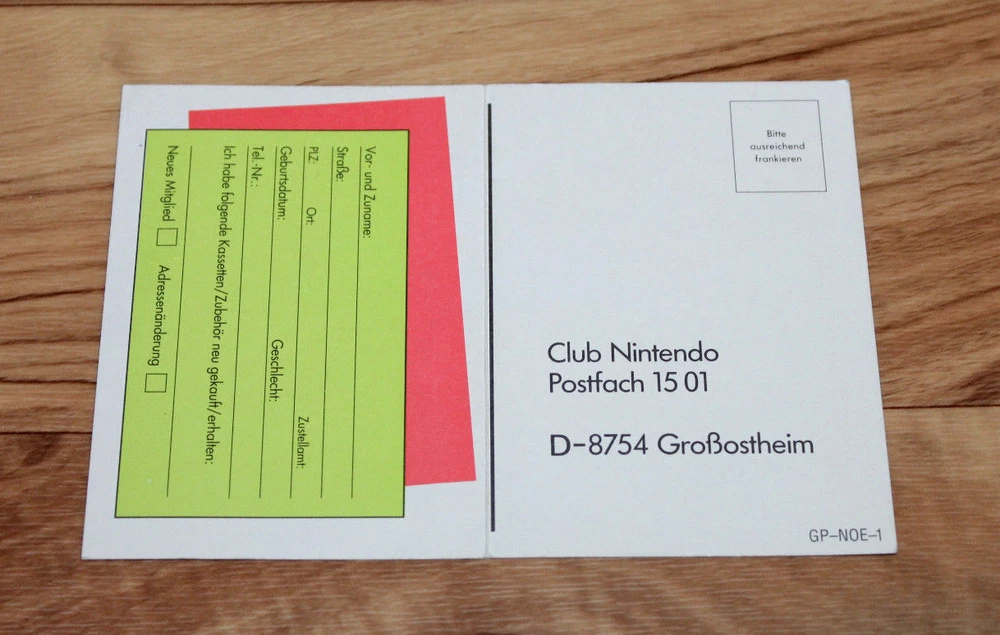 Vor- und Zuname:
Straße:
PLZ: Ort: Zustellamt:
Geburtsdatum: Geschlecht:
Tel.-Nr.:
Ich habe folgende Kassetten/Zubehör neu gekauft/erhalten:
Neues Mitglied Adressenänderung
Bitte
ausreichend
frankieren
Club Nintendo
Postfach 15 01
D-8754 Großostheim
GP-NOE-1